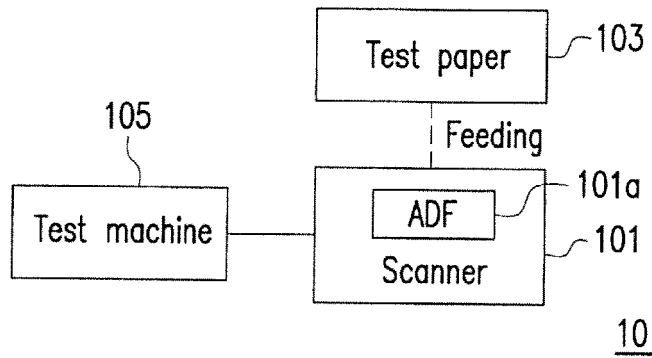 Test paper
103
105
Feeding
Test machine
ADF
101a
Scanner
101
10